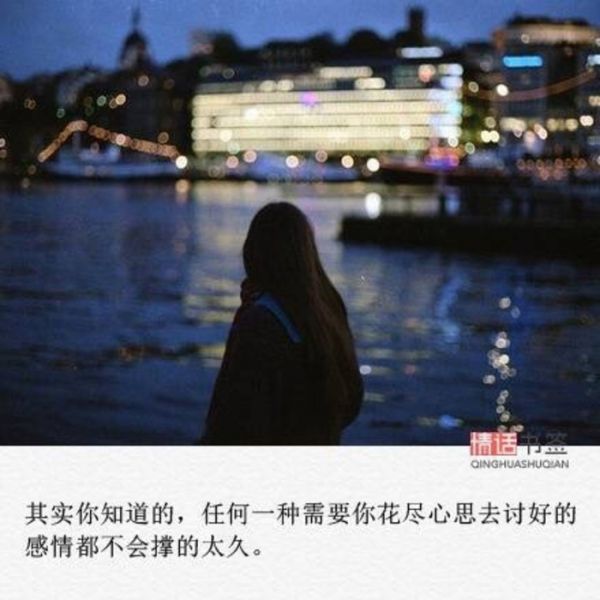 情话书签
QINGHUASHUQIAN
其实你知道的，任何一种需要你花尽心思去讨好的
感情都不会撑的太久。